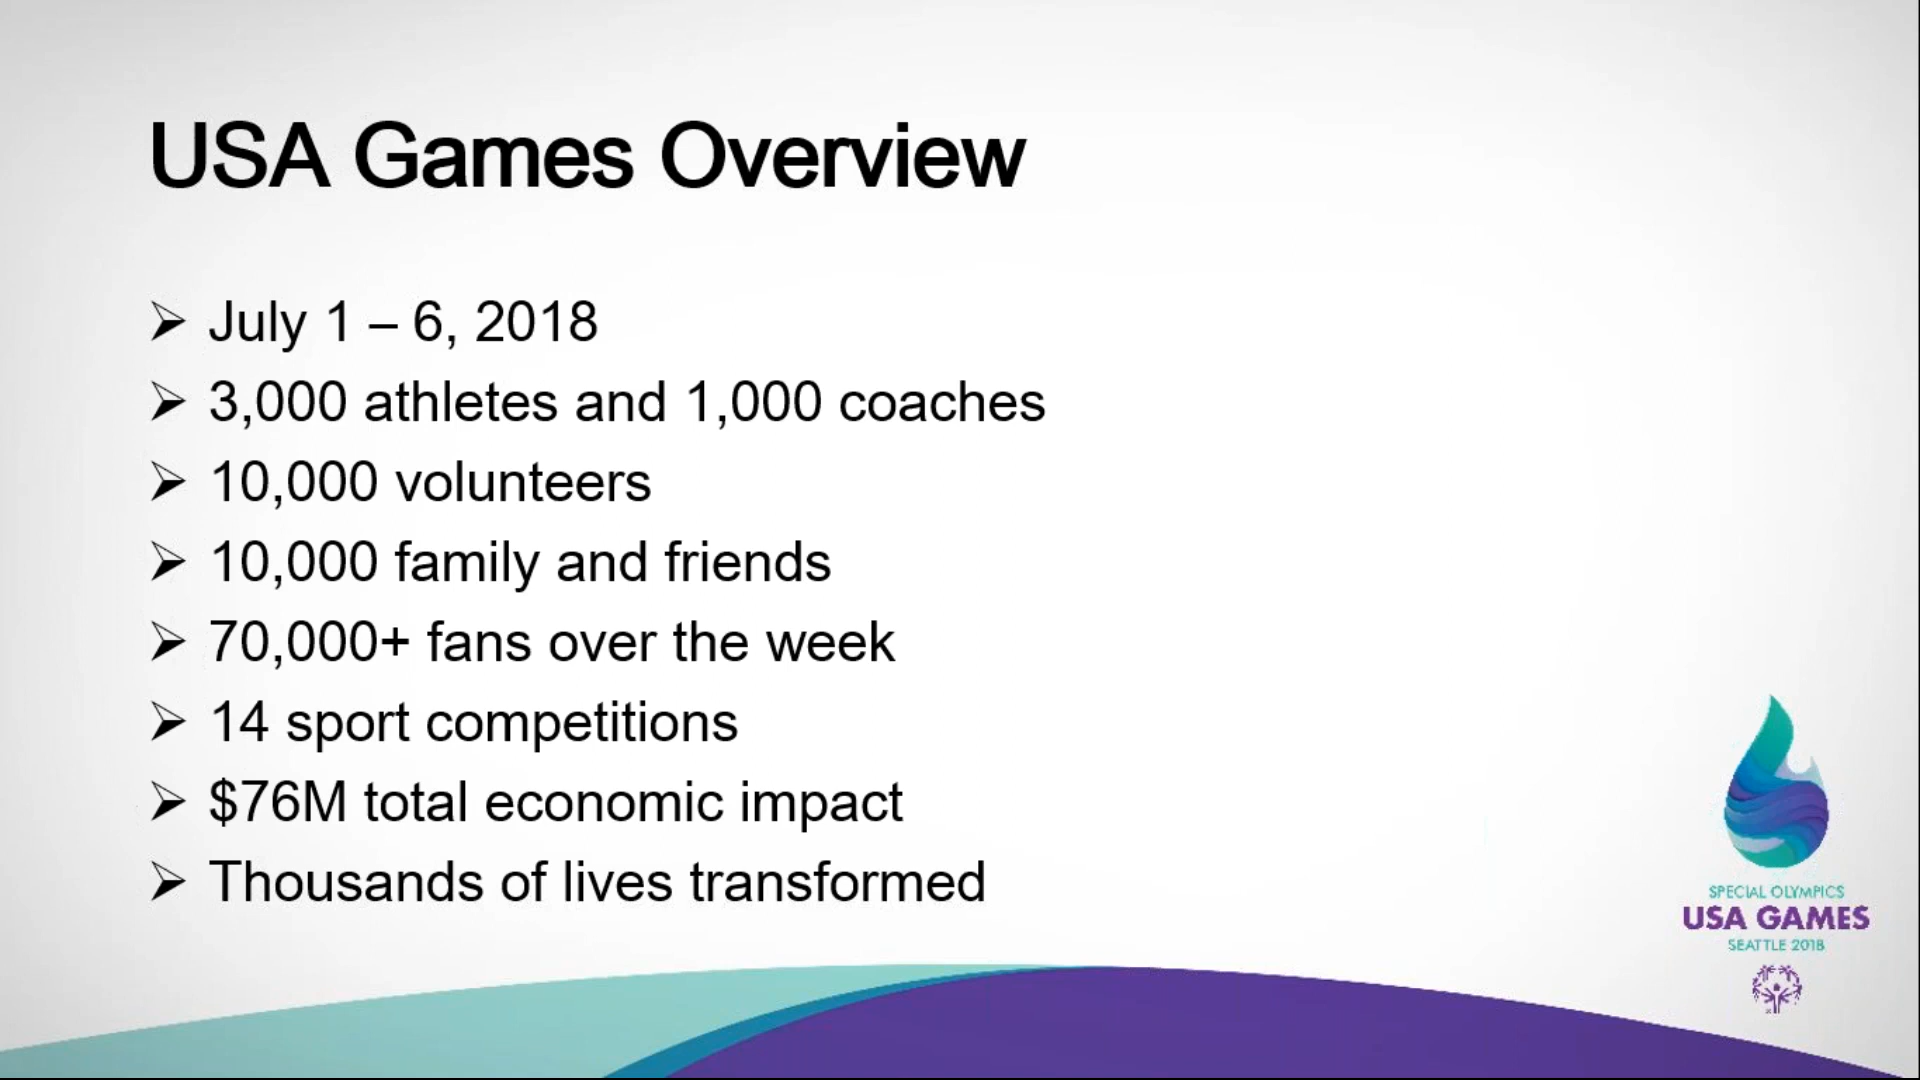 USA Games Overview
July 1 – 6, 2018
3,000 athletes and 1,000 coaches
10,000 volunteers
10,000 family and friends
70,000+ fans over the week
14 sport competitions
$76M total economic impact
Thousands of lives transformed
SPECIAL OLYMPICS
USA GAMES
SEATTLE 2018